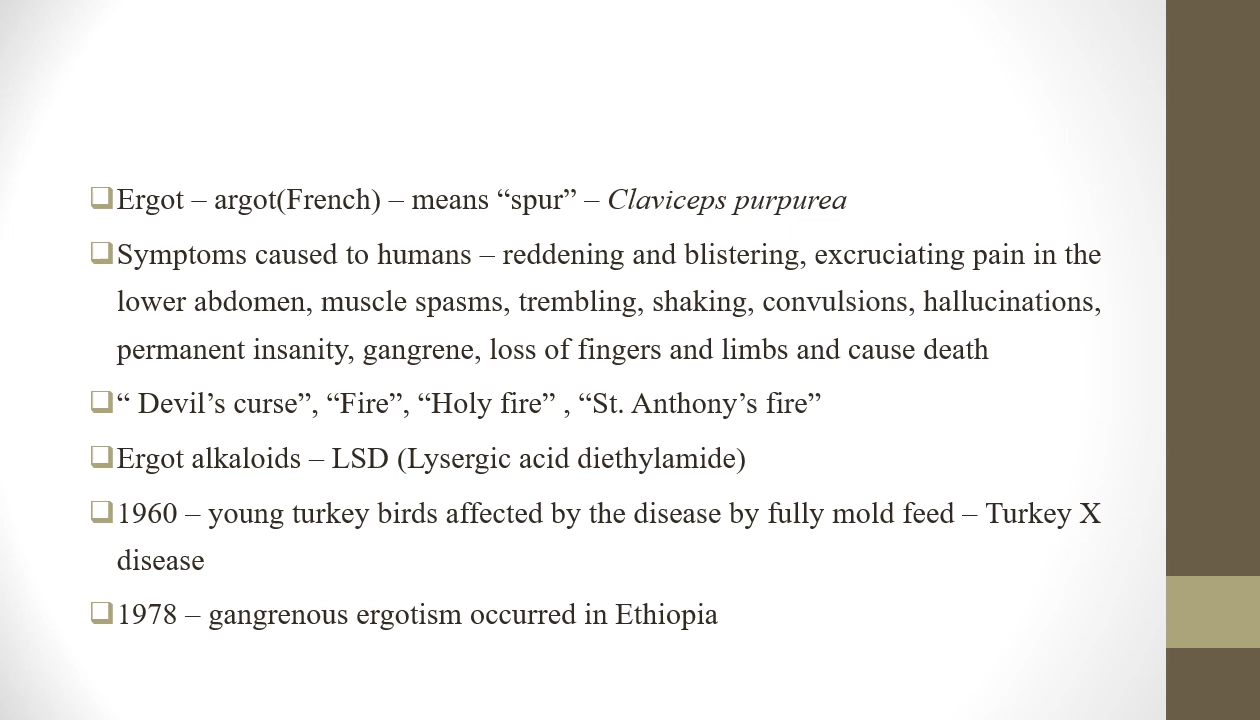 Ergot – argot(French) – means “spur” – Claviceps purpurea
Symptoms caused to humans – reddening and blistering, excruciating pain in the
lower abdomen, muscle spasms, trembling, shaking, convulsions, hallucinations,
permanent insanity, gangrene, loss of fingers and limbs and cause death
“ Devil’s curse”, “Fire”, “Holy fire” , “St. Anthony’s fire”
Ergot alkaloids – LSD (Lysergic acid diethylamide)
1960 – young turkey birds affected by the disease by fully mold feed – Turkey X
disease
1978 – gangrenous ergotism occurred in Ethiopia